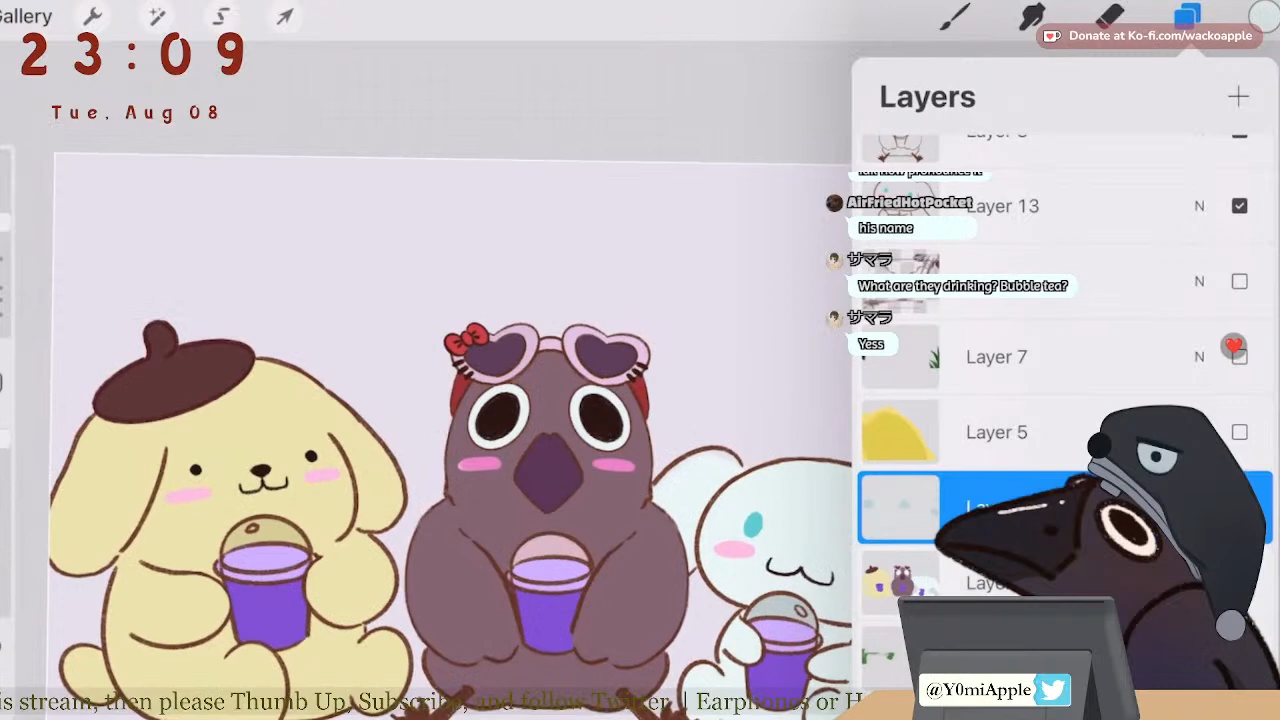 Gallery
23:09
Tue, Aug 08
Donate at Ko-fi.com/wackoapple
Layers
AirFriedHotPocket
Layer 13
N
his name
サマラ
What are they drinking? Bubble tea?
N
サマラ
Yess
Layer 7
N
Layer 5
@Y0miApple
is stream, then please Thumb Up, Subscribe, and follow Twitter | Earphones or H